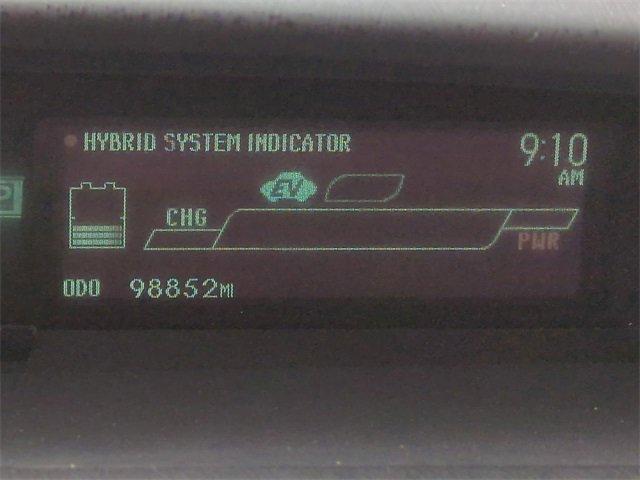 HYBRID SYSTEM INDICATOR
9:10
AM
EV
CHG
PWR
ODO 98852MI